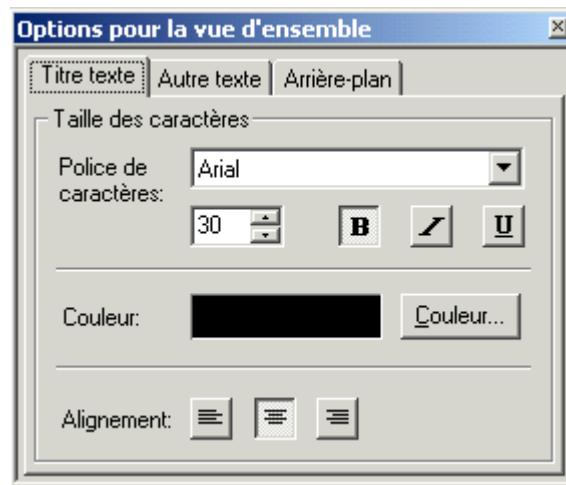 Options pour la vue d'ensemble
Titre texte Autre texte Arrière-plan
Taille des caractères
Police de caractères: Arial
30 B I U
Couleur: Couleur...
Alignement: